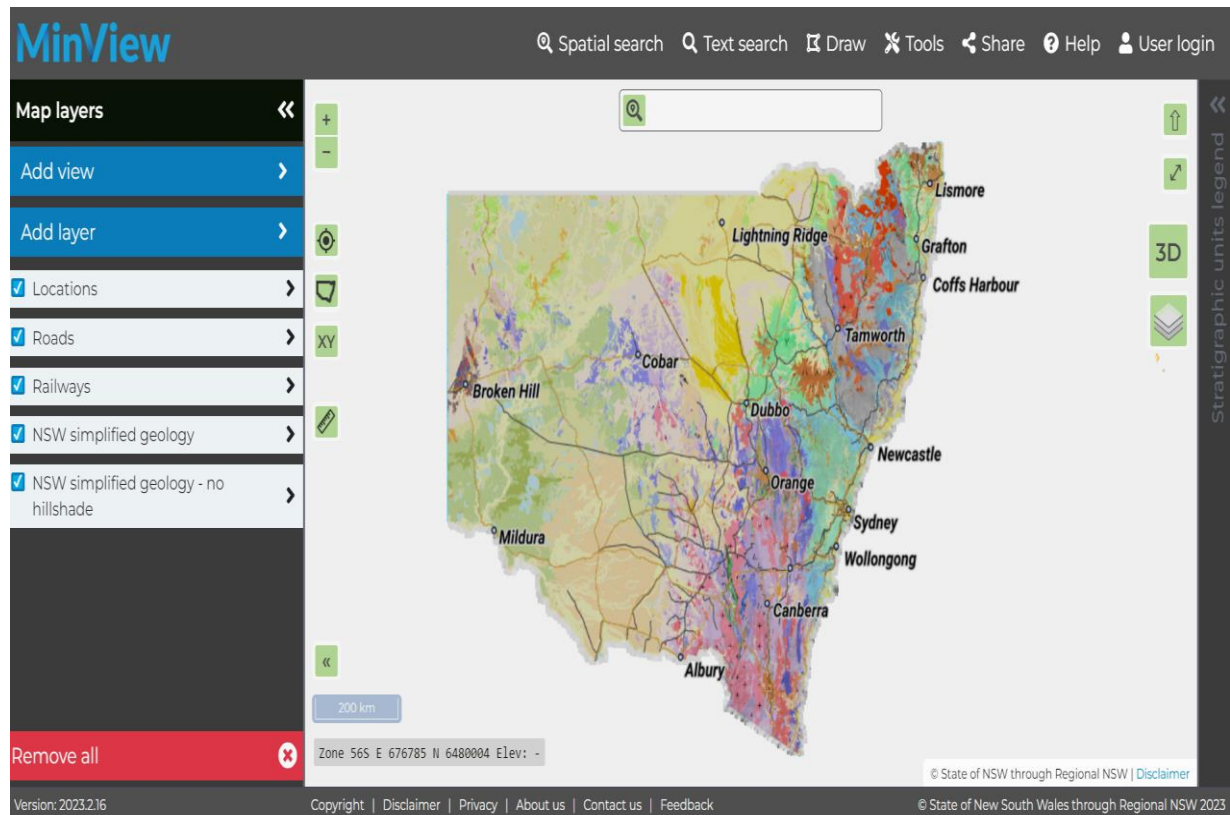 MinView
Spatial search Text search Draw Tools Share Help User login
Map layers
Add view
Add layer
Locations
Roads
Railways
NSW simplified geology
NSW simplified geology - no
hillshade
Remove all
+
-
XY
3D
Stratigraphic units legend
Lismore
Lightning Ridge
Grafton
Coffs Harbour
Tamworth
Cobar
Broken Hill
Dubbo
Newcastle
Orange
Sydney
Mildura
Wollongong
Canberra
Albury
200 km
Zone 56S E 676785 N 6480004 Elev: -
© State of NSW through Regional NSW | Disclaimer
Version: 2023.2.16
Copyright | Disclaimer | Privacy | About us | Contact us | Feedback
© State of New South Wales through Regional NSW 2023